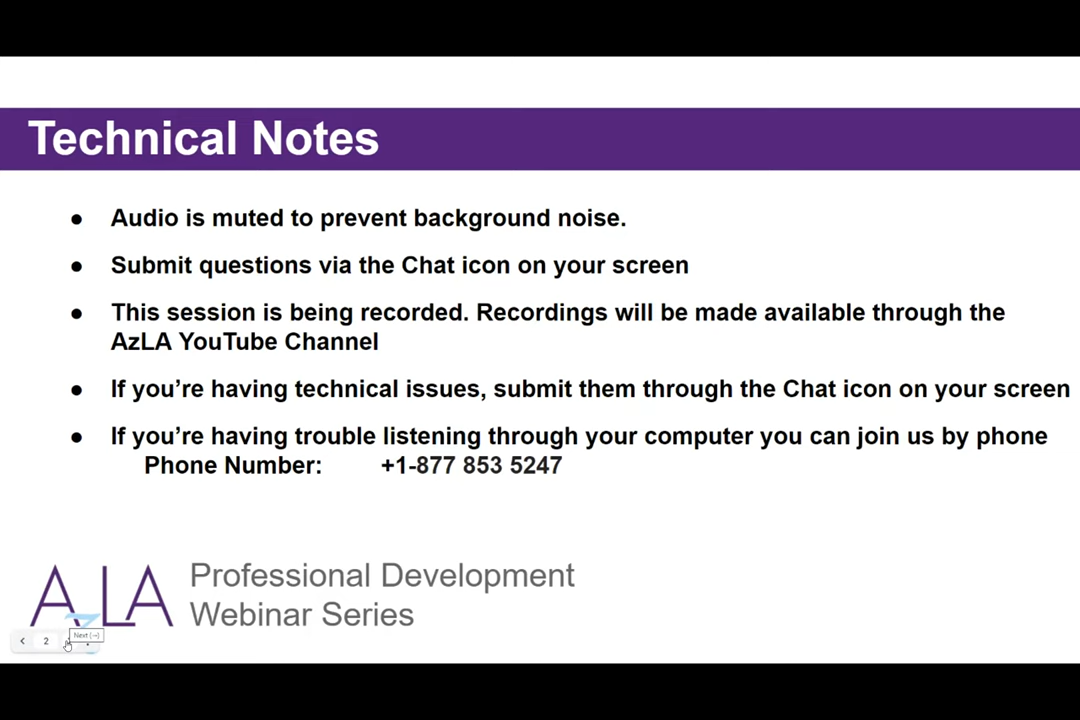 Technical Notes
● Audio is muted to prevent background noise.
● Submit questions via the Chat icon on your screen
● This session is being recorded. Recordings will be made available through the
AzLA YouTube Channel
● If you’re having technical issues, submit them through the Chat icon on your screen
● If you’re having trouble listening through your computer you can join us by phone
Phone Number: +1-877 853 5247
AzLA
Professional Development
Webinar Series
2
Next (→)